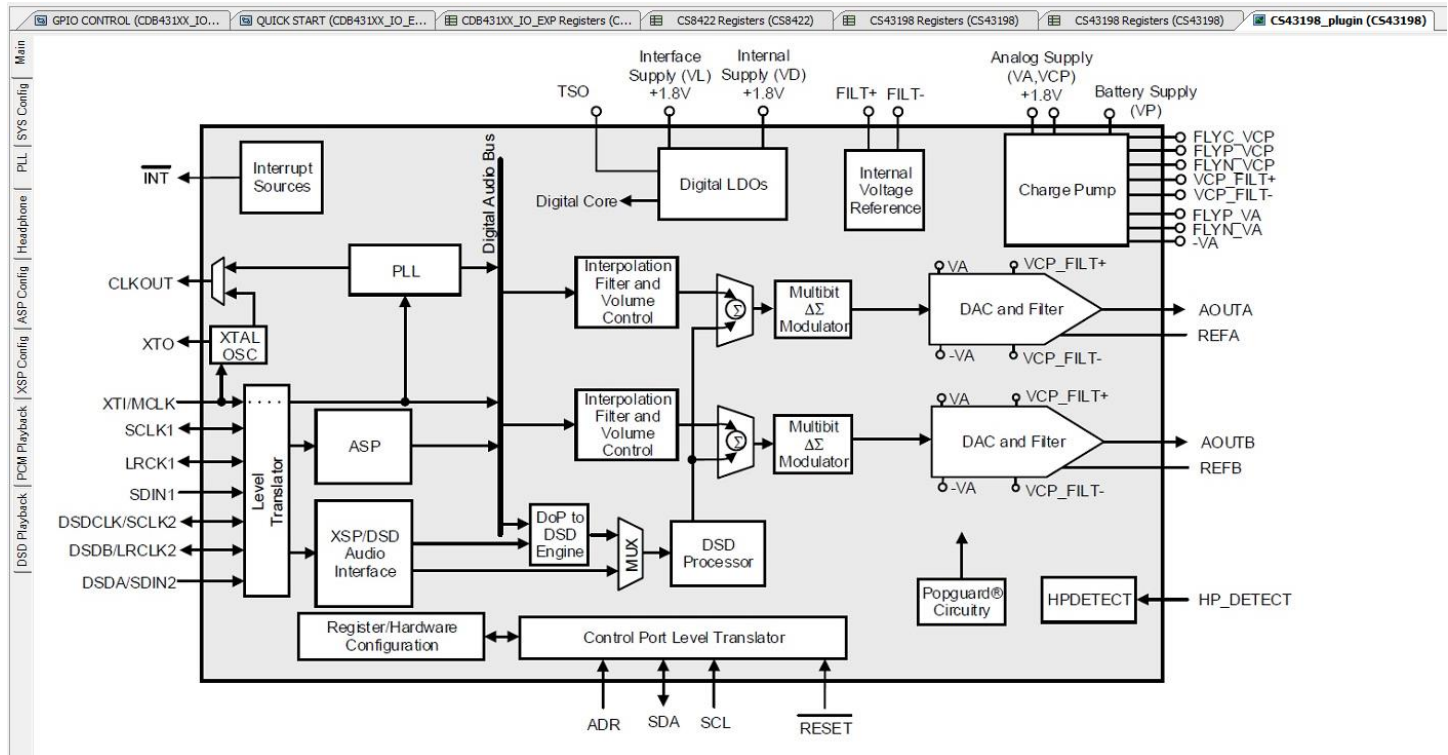 GPIO CONTROL (CDB431XX_IO...
QUICK START (CDB431XX_IO_E...
CDB431XX_IO_EXP Registers (C...
CS8422 Registers (CS8422)
CS43198 Registers (CS43198)
CS43198 Registers (CS43198)
CS43198_plugin (CS43198)
Main
SYS Config
PLL
Headphone
ASP Config
XSP Config
PCM Playback
DSD Playback
TSO
Interface
Supply (VL)
+1.8V
Internal
Supply (VD)
+1.8V
FILT+
FILT-
Analog Supply
(VA,VCP)
+1.8V
Battery Supply
(VP)
INT
Interrupt
Sources
Digital Audio Bus
Digital LDOs
Digital Core
Internal
Voltage
Reference
Charge Pump
FLYC_VCP
FLYP_VCP
FLYN_VCP
VCP_FILT+
VCP_FILT-
FLYP_VA
FLYN_VA
-VA
CLKOUT
PLL
XTO
XTAL
OSC
Interpolation
Filter and
Volume
Control
Σ
Multibit
ΔΣ
Modulator
VA
VCP_FILT+
DAC and Filter
-VA
VCP_FILT-
AOUTA
REFA
XTI/MCLK
SCLK1
LRCK1
SDIN1
DSDCLK/SCLK2
DSDB/LRCLK2
DSDA/SDIN2
Level
Translator
ASP
Interpolation
Filter and
Volume
Control
Σ
Multibit
ΔΣ
Modulator
VA
VCP_FILT+
DAC and Filter
-VA
VCP_FILT-
AOUTB
REFB
XSP/DSD
Audio
Interface
DoP to
DSD
Engine
MUX
DSD
Processor
Popguard®
Circuitry
HPDETECT
HP_DETECT
Register/Hardware
Configuration
Control Port Level Translator
ADR
SDA
SCL
RESET